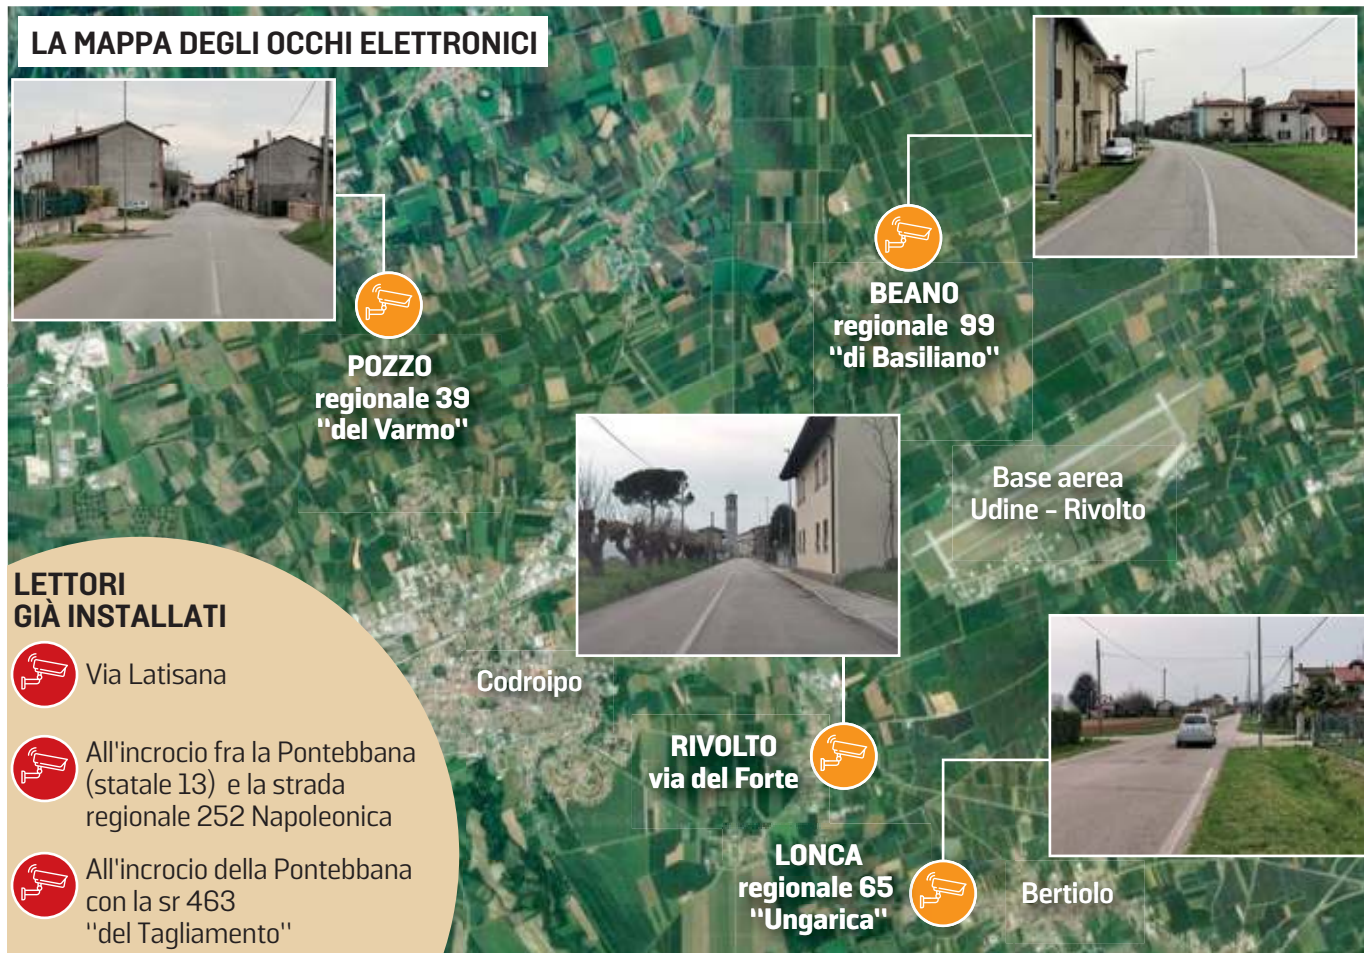 LA MAPPA DEGLI OCCHI ELETTRONICI
BEANO
regionale 99
"di Basiliano"
POZZO
regionale 39
"del Varmo"
Base aerea
Udine – Rivolto
LETTORI
GIÀ INSTALLATI
Via Latisana
All'incrocio fra la Pontebbana
(statale 13) e la strada
regionale 252 Napoleonica
All'incrocio della Pontebbana
con la sr 463
"del Tagliamento"
Codroipo
RIVOLTO
via del Forte
LONCA
regionale 65
"Ungarica"
Bertiolo